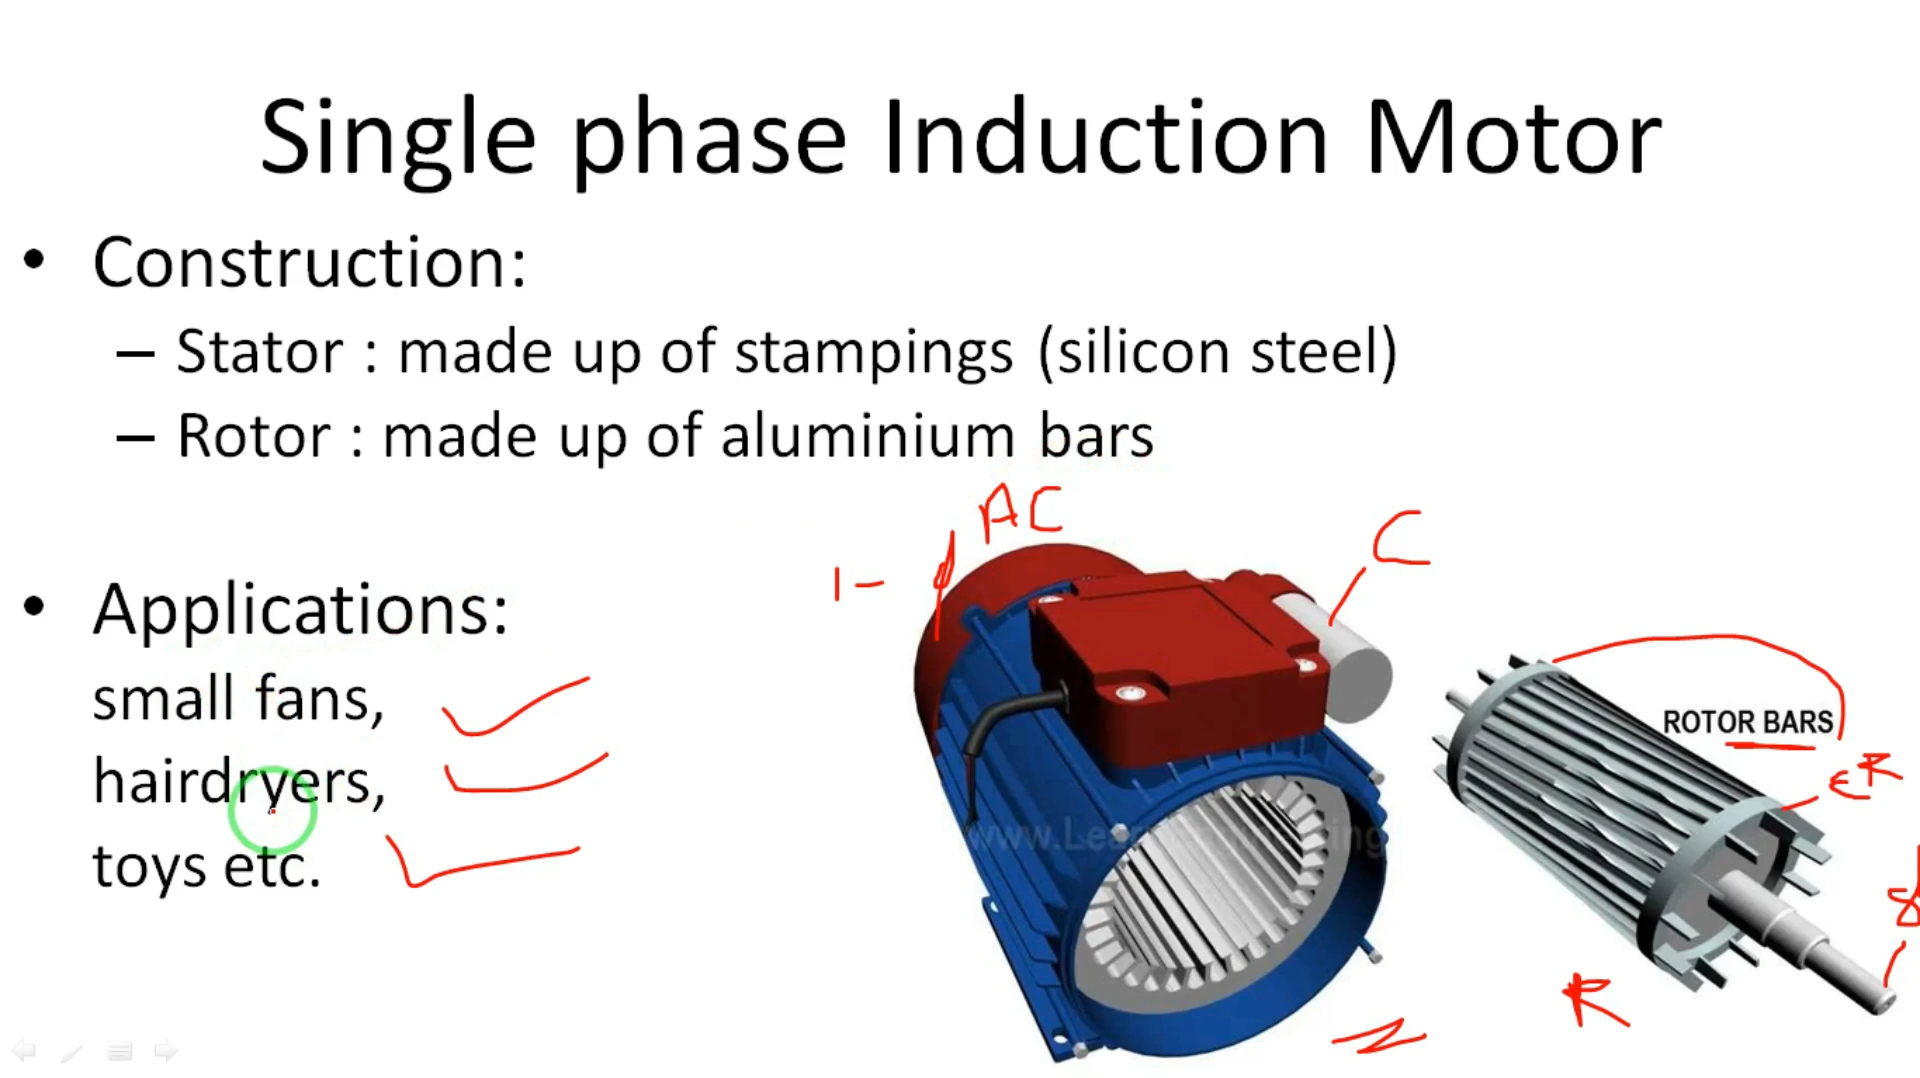 Single phase Induction Motor
• Construction:
– Stator : made up of stampings (silicon steel)
– Rotor : made up of aluminium bars
AC
C
1-
• Applications:
small fans,
hairdryers,
toys etc.
ROTOR BARS
ER
R